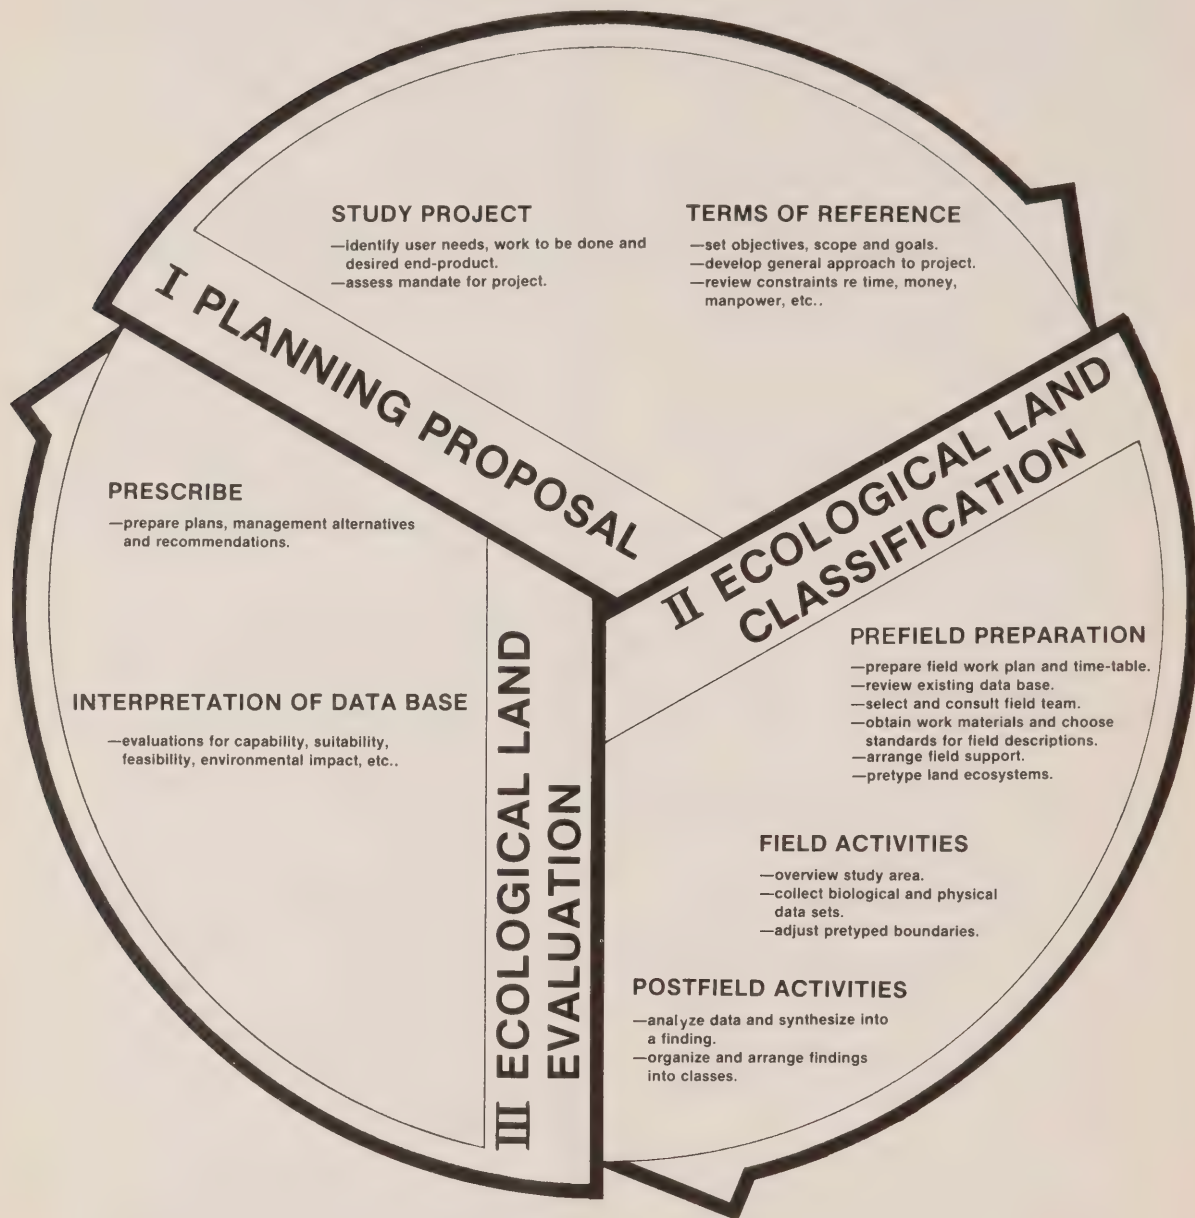 I PLANNING PROPOSAL
STUDY PROJECT
—identify user needs, work to be done and
desired end-product.
—assess mandate for project.
TERMS OF REFERENCE
—set objectives, scope and goals.
—develop general approach to project.
—review constraints re time, money,
manpower, etc..
II ECOLOGICAL LAND
CLASSIFICATION
PREFIELD PREPARATION
—prepare field work plan and time-table.
—review existing data base.
—select and consult field team.
—obtain work materials and choose
standards for field descriptions.
—arrange field support.
—pretype land ecosystems.
FIELD ACTIVITIES
—overview study area.
—collect biological and physical
data sets.
—adjust pretyped boundaries.
POSTFIELD ACTIVITIES
—analyze data and synthesize into
a finding.
—organize and arrange findings
into classes.
III ECOLOGICAL LAND
EVALUATION
INTERPRETATION OF DATA BASE
—evaluations for capability, suitability,
feasibility, environmental impact, etc..
PRESCRIBE
—prepare plans, management alternatives
and recommendations.